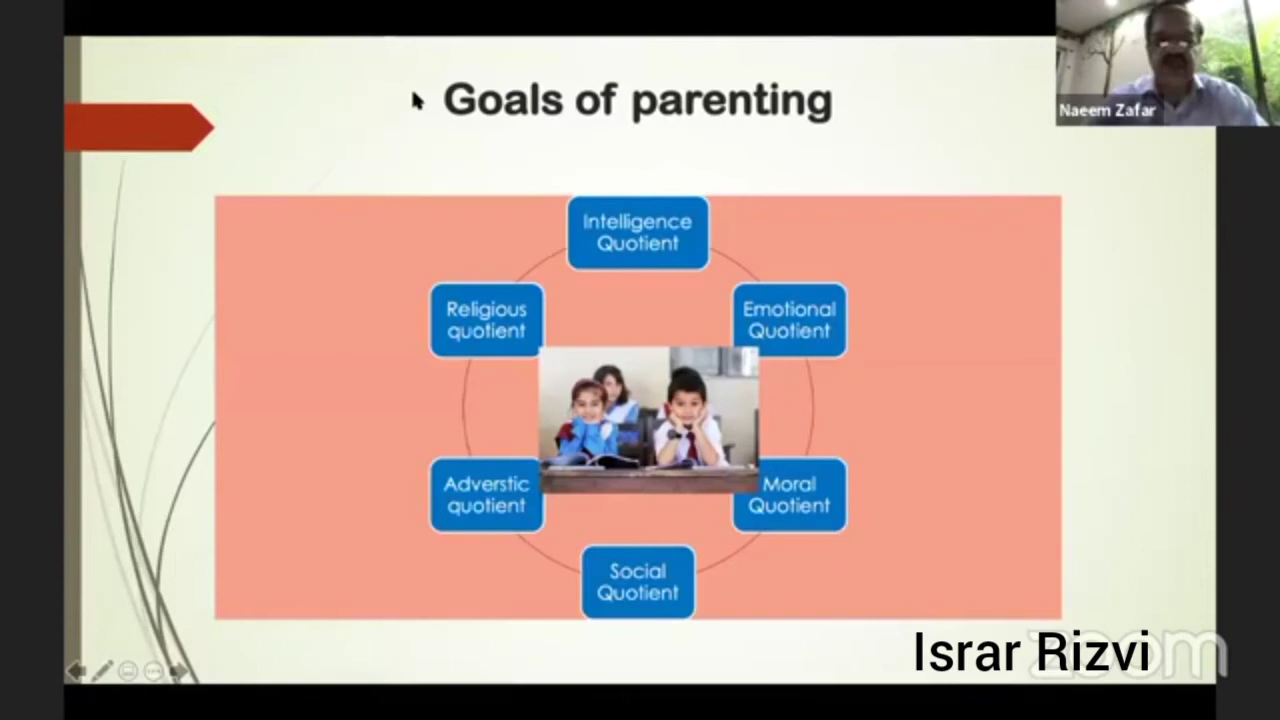 Goals of parenting
Naeem Zafar
Intelligence
Quotient
Religious
quotient
Emotional
Quotient
Adverstic
quotient
Moral
Quotient
Social
Quotient
Israr Rizvi
zoom